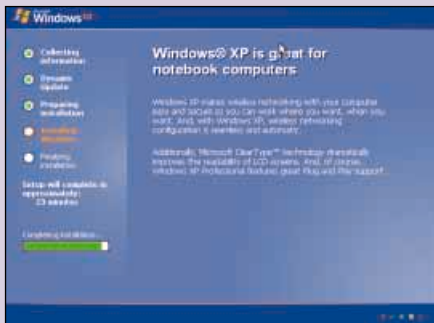 Windows xp
Collecting
information
Dynamic
Update
Preparing
installation
Installing
Windows
Finalizing
installation
Setup will complete in
approximately:
23 minutes
Completing installation...
Windows® XP is great for
notebook computers
Windows XP makes wireless networking with your computer
easy and secure so you can work where you want, when you
want. And, with Windows XP, wireless networking
configuration is seamless and automatic.
Additionally, Microsoft ClearType™ technology dramatically
improves the readability of LCD screens. And, of course,
Windows XP Professional features great Plug and Play support.